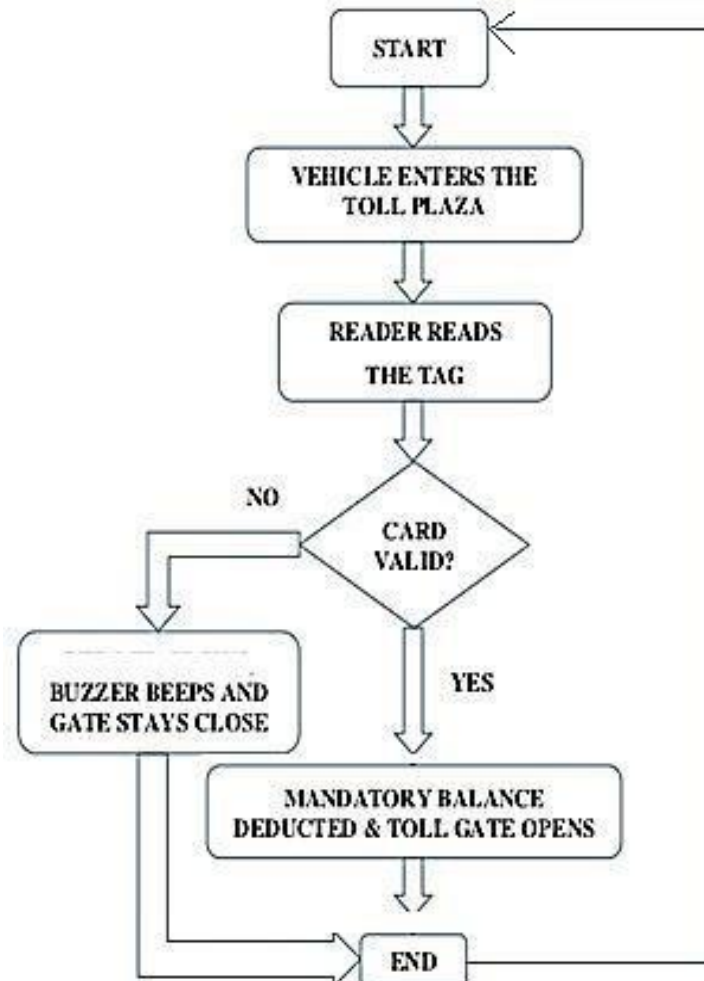 START
VEHICLE ENTERS THE
TOLL PLAZA
READER READS
THE TAG
CARD
VALID?
NO
YES
BUZZER BEEPS AND
GATE STAYS CLOSE
MANDATORY BALANCE
DEDUCTED & TOLL GATE OPENS
END